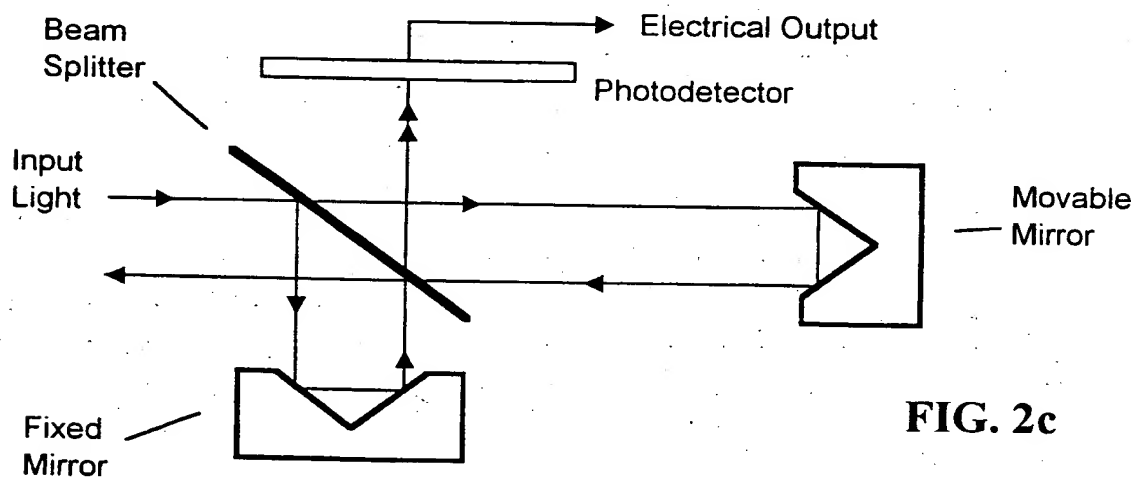 Beam
Splitter
Electrical Output
Photodetector
Input
Light
Movable
Mirror
Fixed
Mirror
FIG. 2c